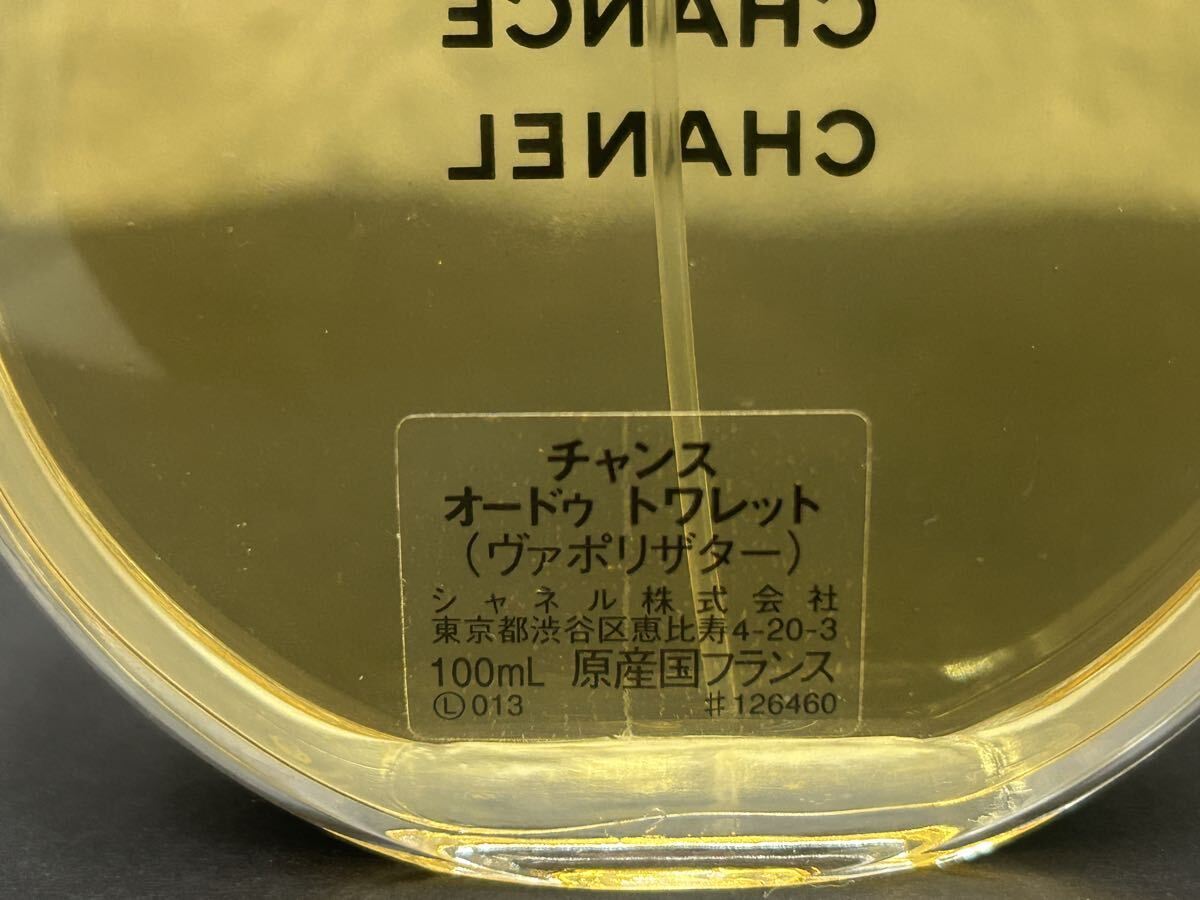 CHANCE
CHANEL
チャンス
オードゥ トワレット
(ヴァポリザター)
シャネル株式会社
東京都渋谷区恵比寿4-20-3
100mL 原産国フランス
Ⓛ013 #126460